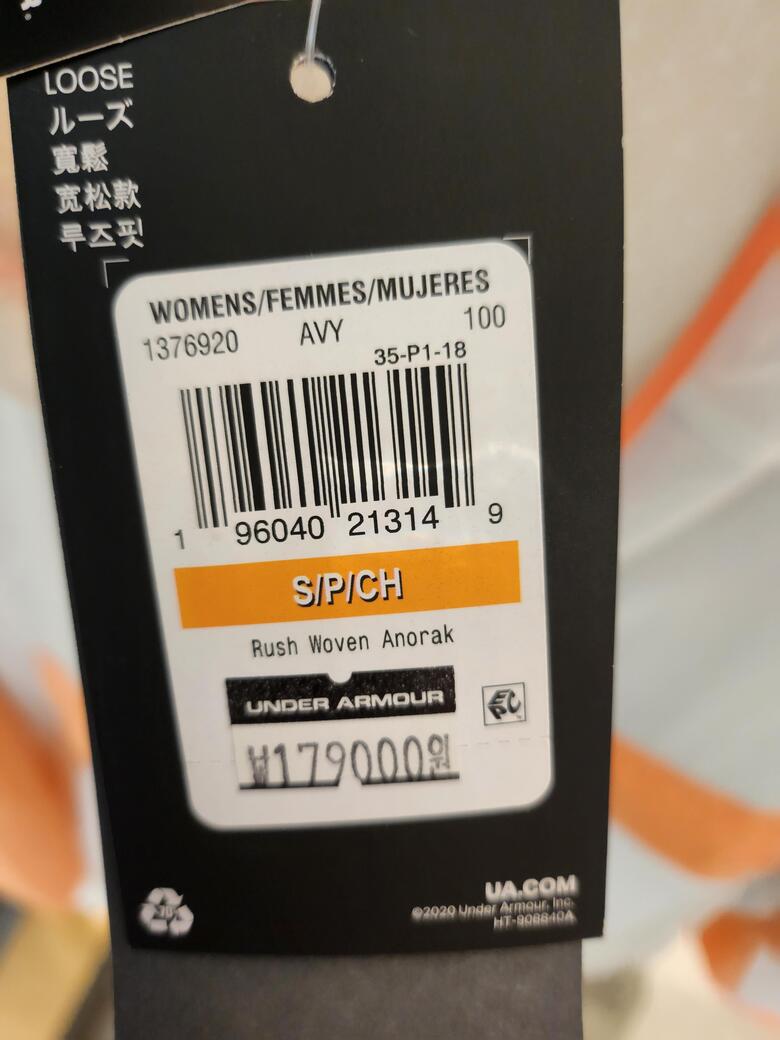 LOOSE
ルーズ
寬鬆
宽松款
루즈핏
WOMENS/FEMMES/MUJERES
1376920 AVY 100
35-P1-18
1 96040 21314 9
S/P/CH
Rush Woven Anorak
UNDER ARMOUR
EPC
₩179000원
UA.COM
©2020 Under Armour, Inc.
HT-908840A